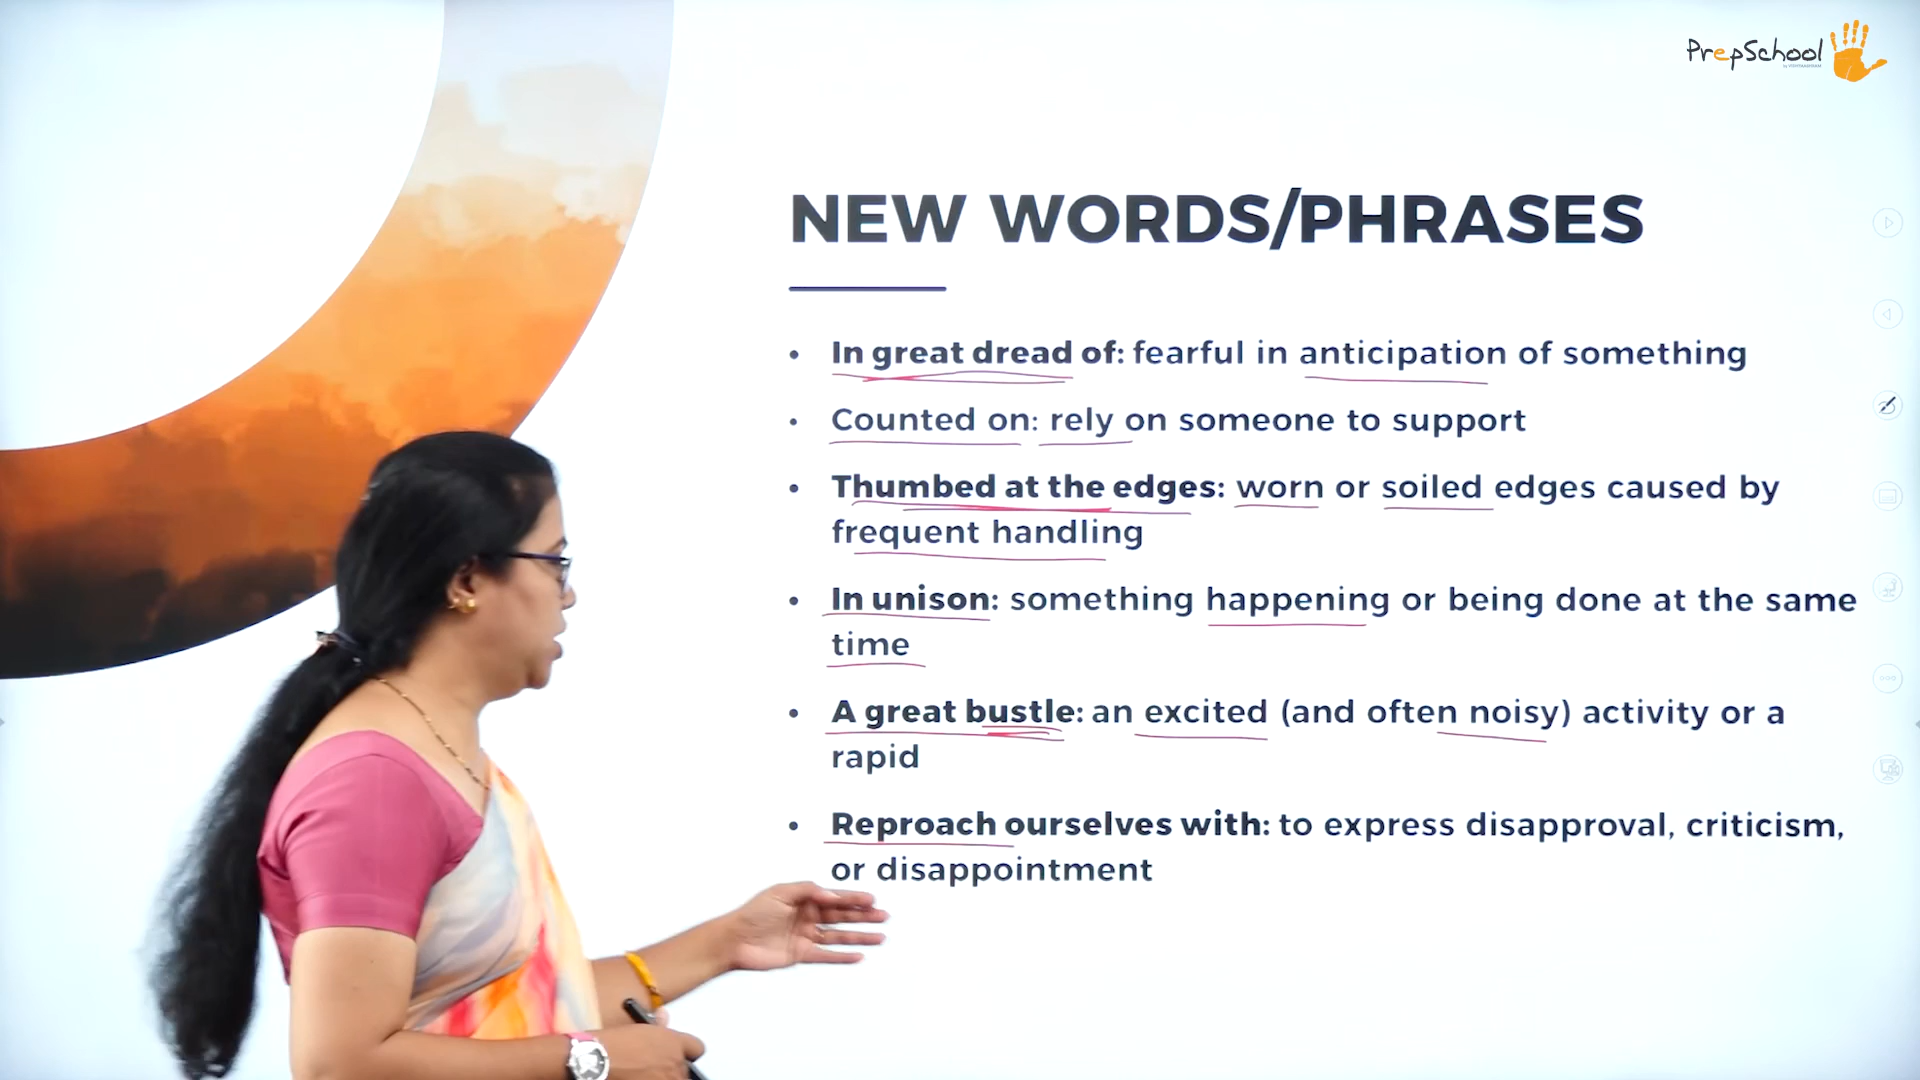 PrepSchool
NEW WORDS/PHRASES
• In great dread of: fearful in anticipation of something
• Counted on: rely on someone to support
• Thumbed at the edges: worn or soiled edges caused by
frequent handling
• In unison: something happening or being done at the same
time
• A great bustle: an excited (and often noisy) activity or a
rapid
• Reproach ourselves with: to express disapproval, criticism,
or disappointment